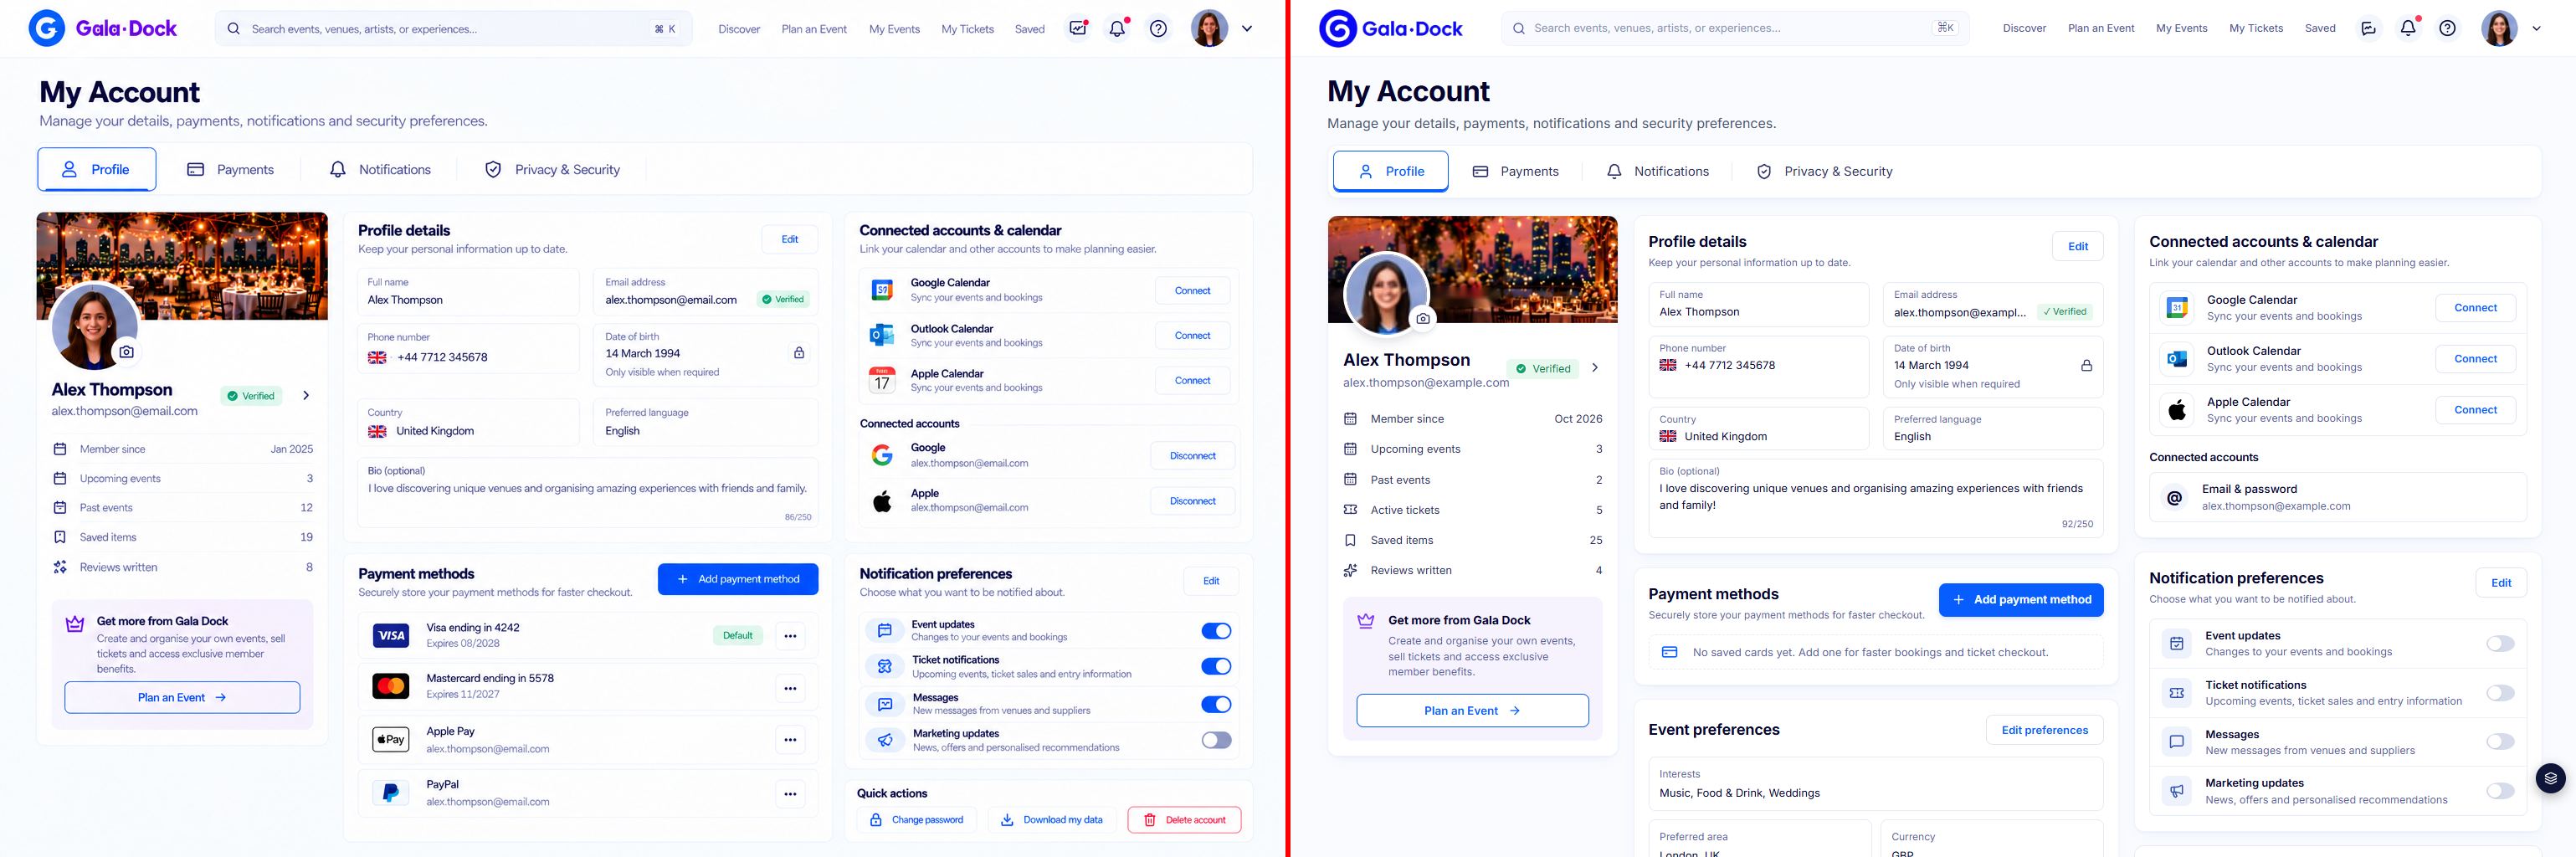 Gala·Dock
Search events, venues, artists, or experiences...
⌘ K
Discover
Plan an Event
My Events
My Tickets
Saved
My Account
Manage your details, payments, notifications and security preferences.
Profile
Payments
Notifications
Privacy & Security
Alex Thompson
Verified
alex.thompson@email.com
Member since
Jan 2025
Upcoming events
3
Past events
12
Saved items
19
Reviews written
8
Get more from Gala Dock
Create and organise your own events, sell
tickets and access exclusive member
benefits.
Plan an Event →
Profile details
Keep your personal information up to date.
Edit
Full name
Alex Thompson
Email address
alex.thompson@email.com
Verified
Phone number
+44 7712 345678
Date of birth
14 March 1994
Only visible when required
Country
United Kingdom
Preferred language
English
Bio (optional)
I love discovering unique venues and organising amazing experiences with friends and family.
86/250
Payment methods
Securely store your payment methods for faster checkout.
+ Add payment method
VISA
Visa ending in 4242
Expires 08/2028
Default
Mastercard ending in 5578
Expires 11/2027
Pay
Apple Pay
alex.thompson@email.com
PayPal
alex.thompson@email.com
Connected accounts & calendar
Link your calendar and other accounts to make planning easier.
Google Calendar
Sync your events and bookings
Connect
Outlook Calendar
Sync your events and bookings
Connect
17
Apple Calendar
Sync your events and bookings
Connect
Connected accounts
Google
alex.thompson@email.com
Disconnect
Apple
alex.thompson@email.com
Disconnect
Notification preferences
Choose what you want to be notified about.
Edit
Event updates
Changes to your events and bookings
Ticket notifications
Upcoming events, ticket sales and entry information
Messages
New messages from venues and suppliers
Marketing updates
News, offers and personalised recommendations
Quick actions
Change password
Download my data
Delete account
Gala·Dock
Search events, venues, artists, or experiences...
⌘K
Discover
Plan an Event
My Events
My Tickets
Saved
My Account
Manage your details, payments, notifications and security preferences.
Profile
Payments
Notifications
Privacy & Security
Alex Thompson
Verified
alex.thompson@example.com
Member since
Oct 2026
Upcoming events
3
Past events
2
Active tickets
5
Saved items
25
Reviews written
4
Get more from Gala Dock
Create and organise your own events,
sell tickets and access exclusive
member benefits.
Plan an Event →
Profile details
Keep your personal information up to date.
Edit
Full name
Alex Thompson
Email address
alex.thompson@exampl...
✓ Verified
Phone number
+44 7712 345678
Date of birth
14 March 1994
Only visible when required
Country
United Kingdom
Preferred language
English
Bio (optional)
I love discovering unique venues and organising amazing experiences with friends
and family!
92/250
Payment methods
Securely store your payment methods for faster checkout.
+ Add payment method
No saved cards yet. Add one for faster bookings and ticket checkout.
Event preferences
Edit preferences
Interests
Music, Food & Drink, Weddings
Preferred area
London, UK
Currency
GBP
Connected accounts & calendar
Link your calendar and other accounts to make planning easier.
31
Google Calendar
Sync your events and bookings
Connect
Outlook Calendar
Sync your events and bookings
Connect
Apple Calendar
Sync your events and bookings
Connect
Connected accounts
@
Email & password
alex.thompson@example.com
Notification preferences
Choose what you want to be notified about.
Edit
Event updates
Changes to your events and bookings
Ticket notifications
Upcoming events, ticket sales and entry information
Messages
New messages from venues and suppliers
Marketing updates
News, offers and personalised recommendations